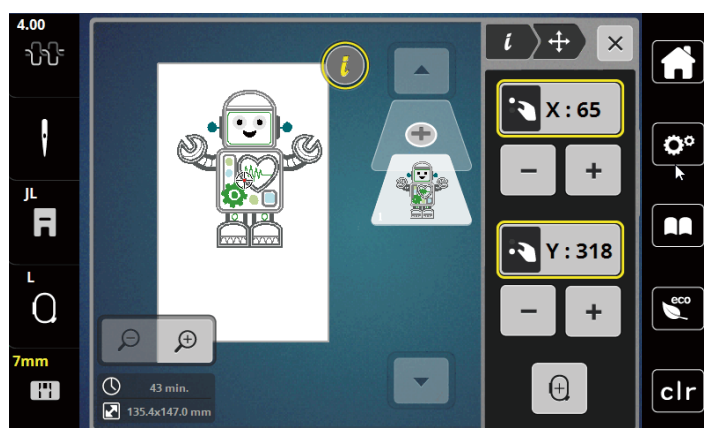 4.00
i
i
X : 65
−
+
JL
Y : 318
L
−
+
eco
7mm
43 min.
135.4x147.0 mm
clr